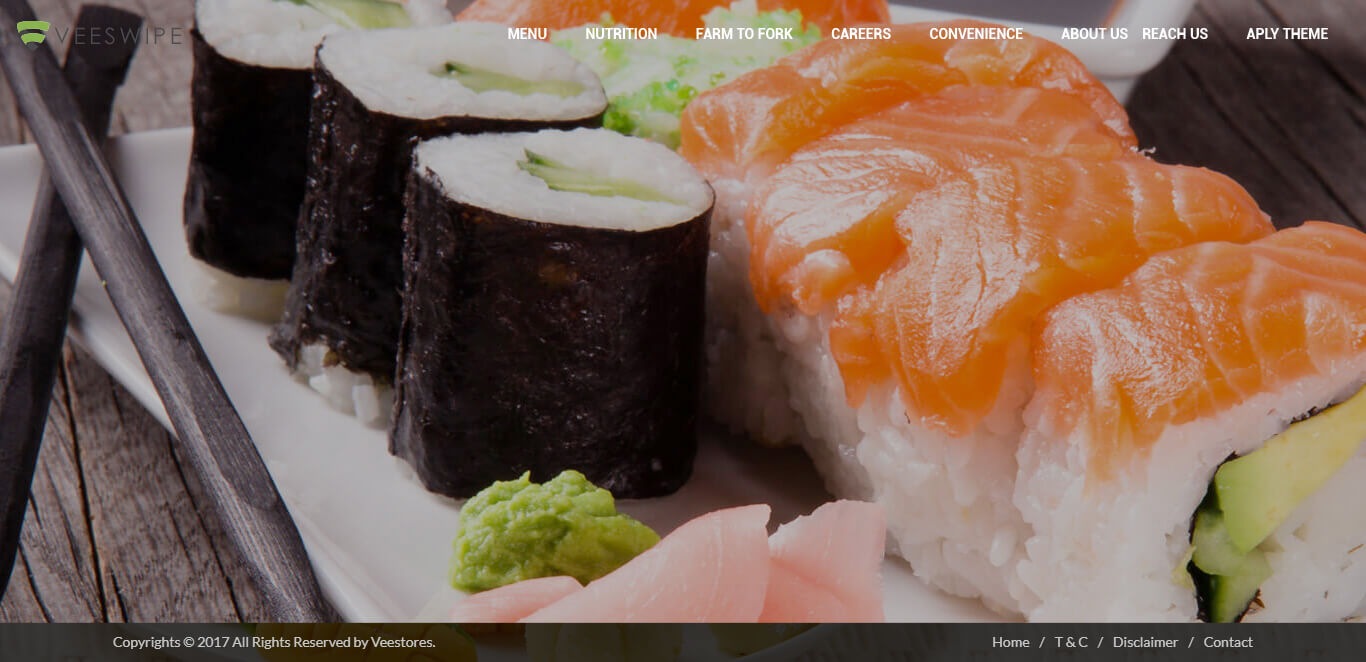 VEESWIPE
MENU NUTRITION FARM TO FORK CAREERS CONVENIENCE ABOUT US REACH US APLY THEME
Copyrights © 2017 All Rights Reserved by Veestores.
Home / T & C / Disclaimer / Contact